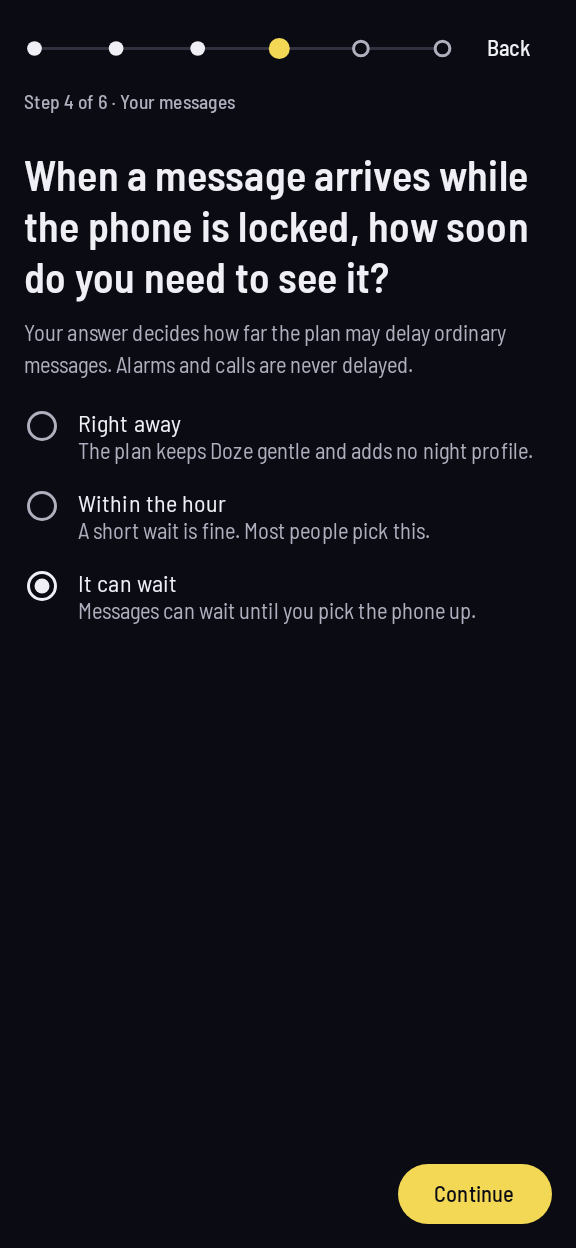 Back
Step 4 of 6 · Your messages
When a message arrives while
the phone is locked, how soon
do you need to see it?
Your answer decides how far the plan may delay ordinary
messages. Alarms and calls are never delayed.
Right away
The plan keeps Doze gentle and adds no night profile.
Within the hour
A short wait is fine. Most people pick this.
It can wait
Messages can wait until you pick the phone up.
Continue